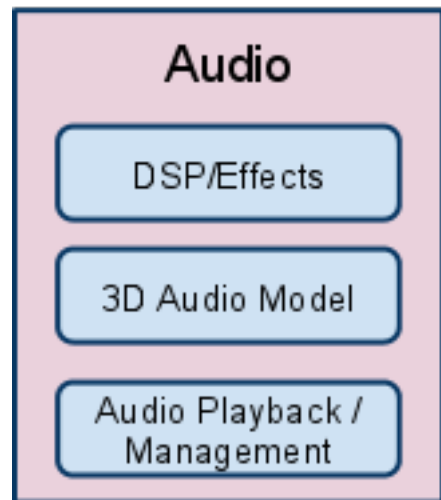 Audio
DSP/Effects
3D Audio Model
Audio Playback /
Management